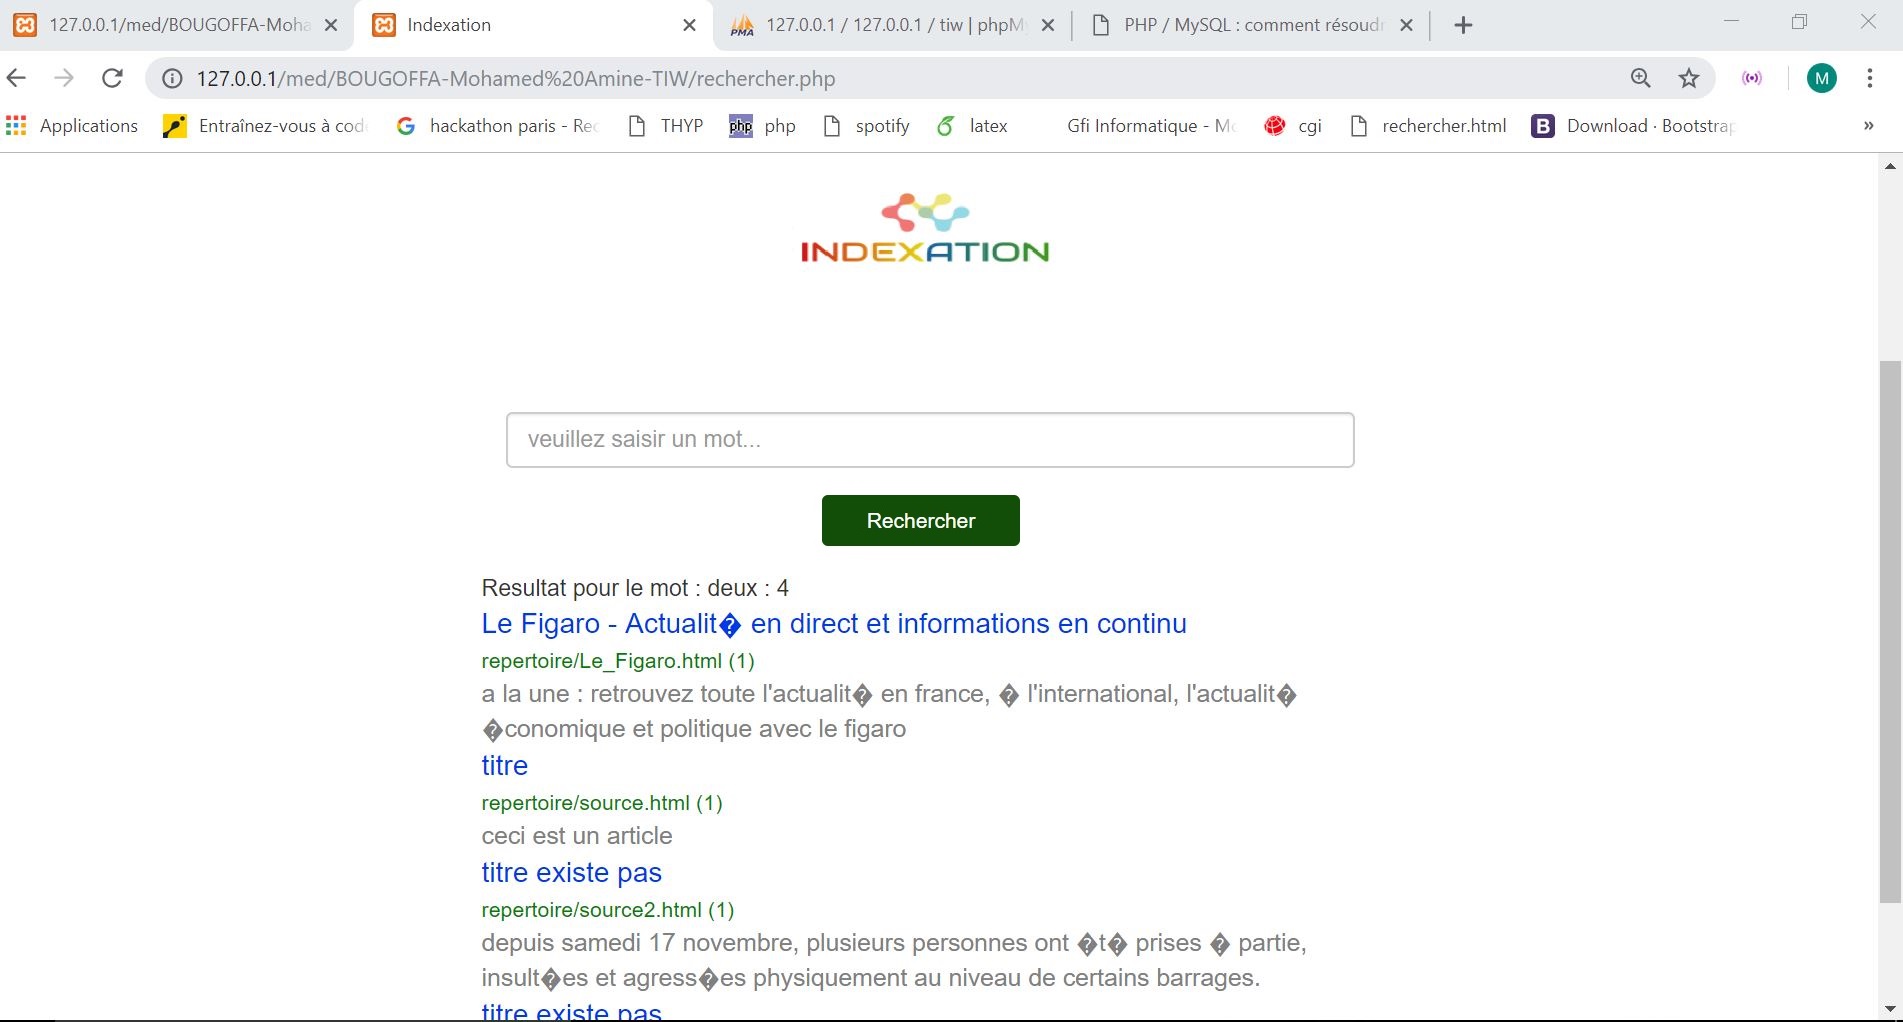 127.0.0.1/med/BOUGOFFA-Moha
Indexation
127.0.0.1 / 127.0.0.1 / tiw | phpM
PHP / MySQL : comment résoudr
127.0.0.1/med/BOUGOFFA-Mohamed%20Amine-TIW/rechercher.php
M
Applications
Entraînez-vous à cod
hackathon paris - Rec
THYP
php
php
spotify
latex
Gfi Informatique - Mo
cgi
rechercher.html
B
Download · Bootstrap
»
INDEXATION
veuillez saisir un mot...
Rechercher
Resultat pour le mot : deux : 4
Le Figaro - Actualit� en direct et informations en continu
repertoire/Le_Figaro.html (1)
a la une : retrouvez toute l'actualit� en france, � l'international, l'actualit�
�conomique et politique avec le figaro
titre
repertoire/source.html (1)
ceci est un article
titre existe pas
repertoire/source2.html (1)
depuis samedi 17 novembre, plusieurs personnes ont �t� prises � partie,
insult�es et agress�es physiquement au niveau de certains barrages.
titre existe pas